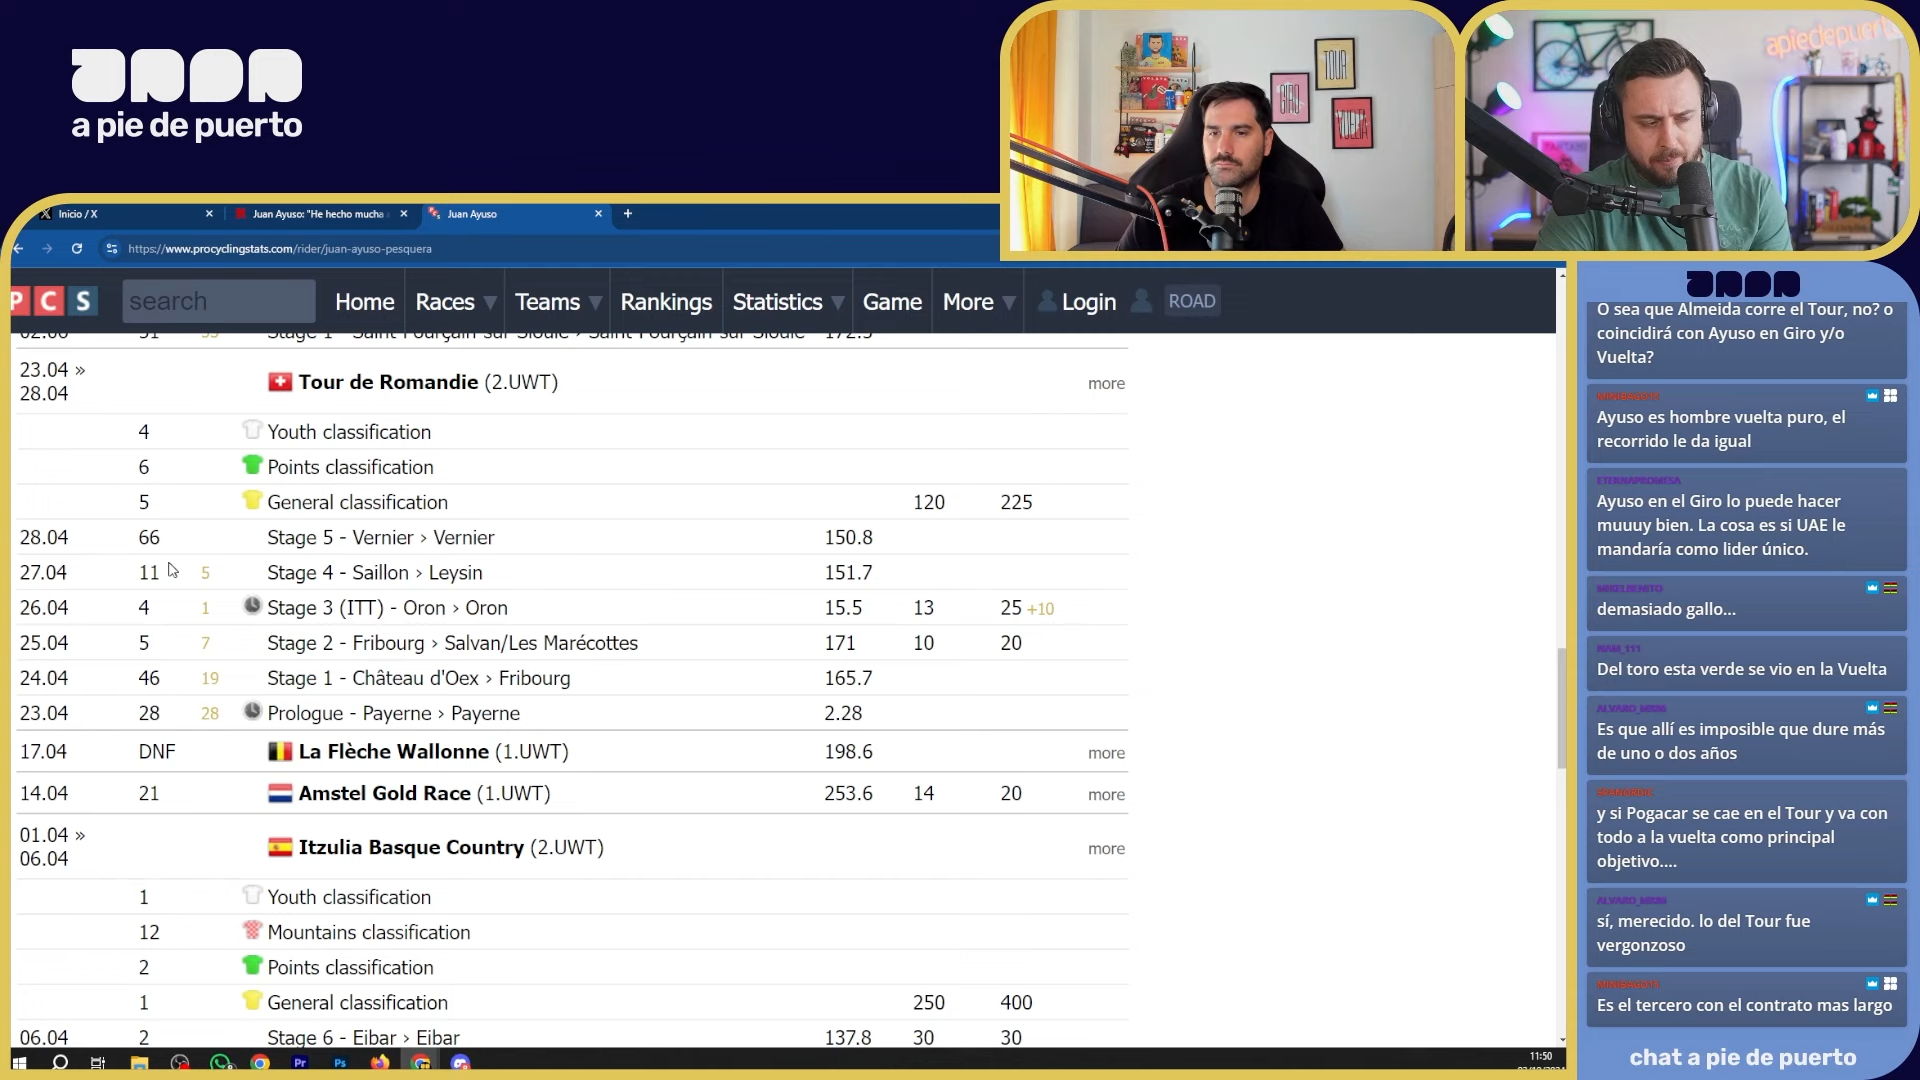 a pie de puerto
TOUR
GIRO
VUELTA
apiedepuerto
Inicio / X
Juan Ayuso: "He hecho mucha
Juan Ayuso
https://www.procyclingstats.com/rider/juan-ayuso-pesquera
P C S
search
Home
Races
Teams
Rankings
Statistics
Game
More
Login
ROAD
23.04 » 28.04 Tour de Romandie (2.UWT) more
4 Youth classification
6 Points classification
5 General classification 120 225
28.04 66 Stage 5 - Vernier › Vernier 150.8
27.04 11 5 Stage 4 - Saillon › Leysin 151.7
26.04 4 1 Stage 3 (ITT) - Oron › Oron 15.5 13 25 +10
25.04 5 7 Stage 2 - Fribourg › Salvan/Les Marécottes 171 10 20
24.04 46 19 Stage 1 - Château d'Oex › Fribourg 165.7
23.04 28 28 Prologue - Payerne › Payerne 2.28
17.04 DNF La Flèche Wallonne (1.UWT) 198.6 more
14.04 21 Amstel Gold Race (1.UWT) 253.6 14 20 more
01.04 » 06.04 Itzulia Basque Country (2.UWT) more
1 Youth classification
12 Mountains classification
2 Points classification
1 General classification 250 400
06.04 2 Stage 6 - Eibar › Eibar 137.8 30 30
Pr
Ps
11:50
O sea que Almeida corre el Tour, no? o
coincidirá con Ayuso en Giro y/o
Vuelta?
Ayuso es hombre vuelta puro, el
recorrido le da igual
ETERNAPROMESA
Ayuso en el Giro lo puede hacer
muuuy bien. La cosa es si UAE le
mandaría como lider único.
MIKELBENITO
demasiado gallo...
Del toro esta verde se vio en la Vuelta
Es que allí es imposible que dure más
de uno o dos años
y si Pogacar se cae en el Tour y va con
todo a la vuelta como principal
objetivo....
sí, merecido. lo del Tour fue
vergonzoso
Es el tercero con el contrato mas largo
chat a pie de puerto